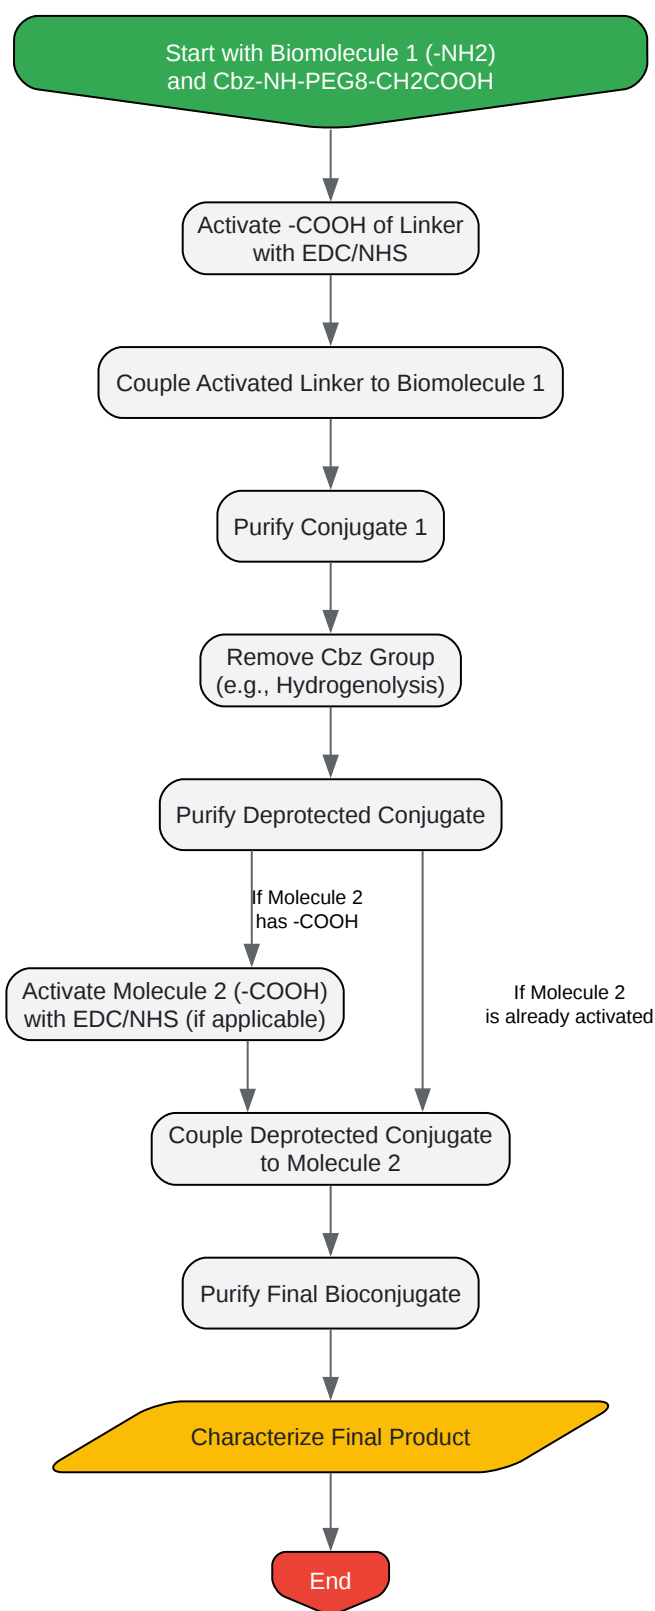 Start with Biomolecule 1 (-NH2)
and Cbz-NH-PEG8-CH2COOH
Activate -COOH of Linker
with EDC/NHS
Couple Activated Linker to Biomolecule 1
Purify Conjugate 1
Remove Cbz Group
(e.g., Hydrogenolysis)
Purify Deprotected Conjugate
If Molecule 2
has -COOH
Activate Molecule 2 (-COOH)
with EDC/NHS (if applicable)
If Molecule 2
is already activated
Couple Deprotected Conjugate
to Molecule 2
Purify Final Bioconjugate
Characterize Final Product
End